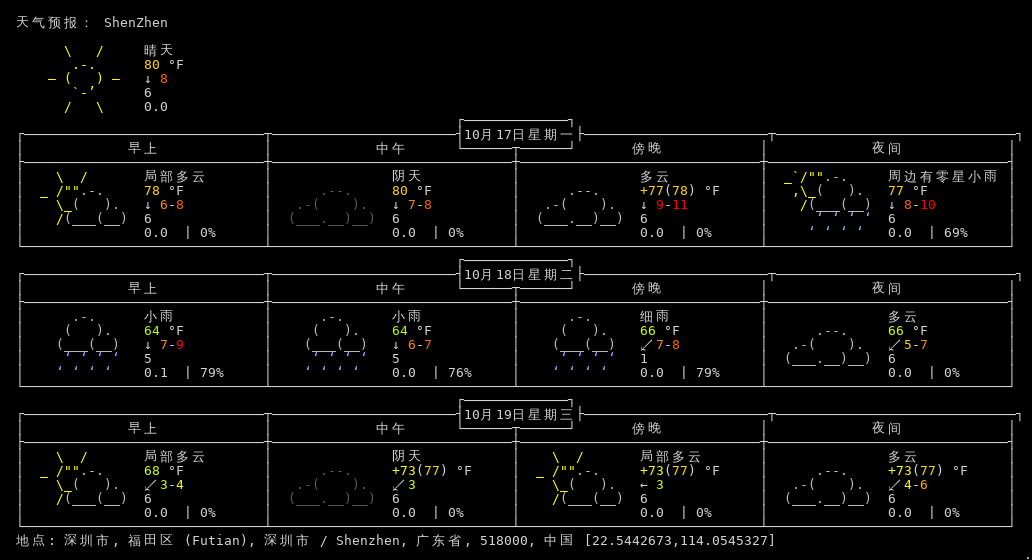 天气预报： ShenZhen
晴天
80 °F
↓ 8
6
0.0
10月17日星期一
早上 中午 傍晚 夜间
局部多云 阴天 多云 周边有零星小雨
78 °F 80 °F +77(78) °F 77 °F
↓ 6-8 ↓ 7-8 ↓ 9-11 ↓ 8-10
6 6 6 6
0.0 | 0% 0.0 | 0% 0.0 | 0% 0.0 | 69%
10月18日星期二
早上 中午 傍晚 夜间
小雨 小雨 细雨 多云
64 °F 64 °F 66 °F 66 °F
↓ 7-9 ↓ 6-7 ↙ 7-8 ↙ 5-7
5 5 1 6
0.1 | 79% 0.0 | 76% 0.0 | 79% 0.0 | 0%
10月19日星期三
早上 中午 傍晚 夜间
局部多云 阴天 局部多云 多云
68 °F +73(77) °F +73(77) °F +73(77) °F
↙ 3-4 ↙ 3 ← 3 ↙ 4-6
6 6 6 6
0.0 | 0% 0.0 | 0% 0.0 | 0% 0.0 | 0%
地点: 深圳市, 福田区 (Futian), 深圳市 / Shenzhen, 广东省, 518000, 中国 [22.5442673,114.0545327]